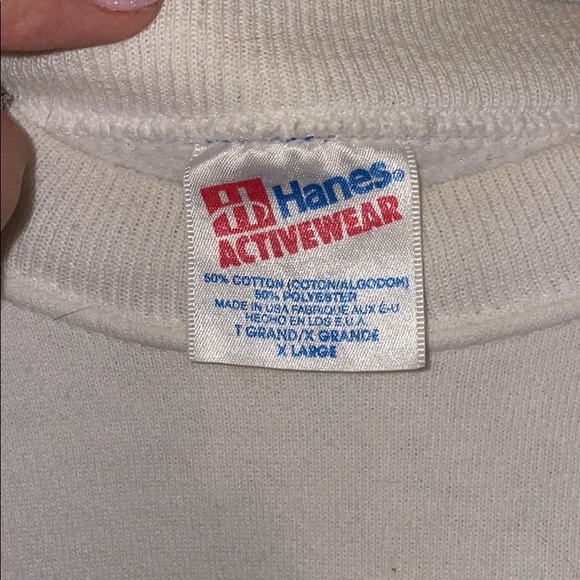 Hanes®
ACTIVEWEAR
50% COTTON (COTON/ALGODON)
50% POLYESTER
MADE IN USA FABRIQUE AUX É-U
HECHO EN LOS E.U.A.
T GRAND/X GRANDE
X LARGE